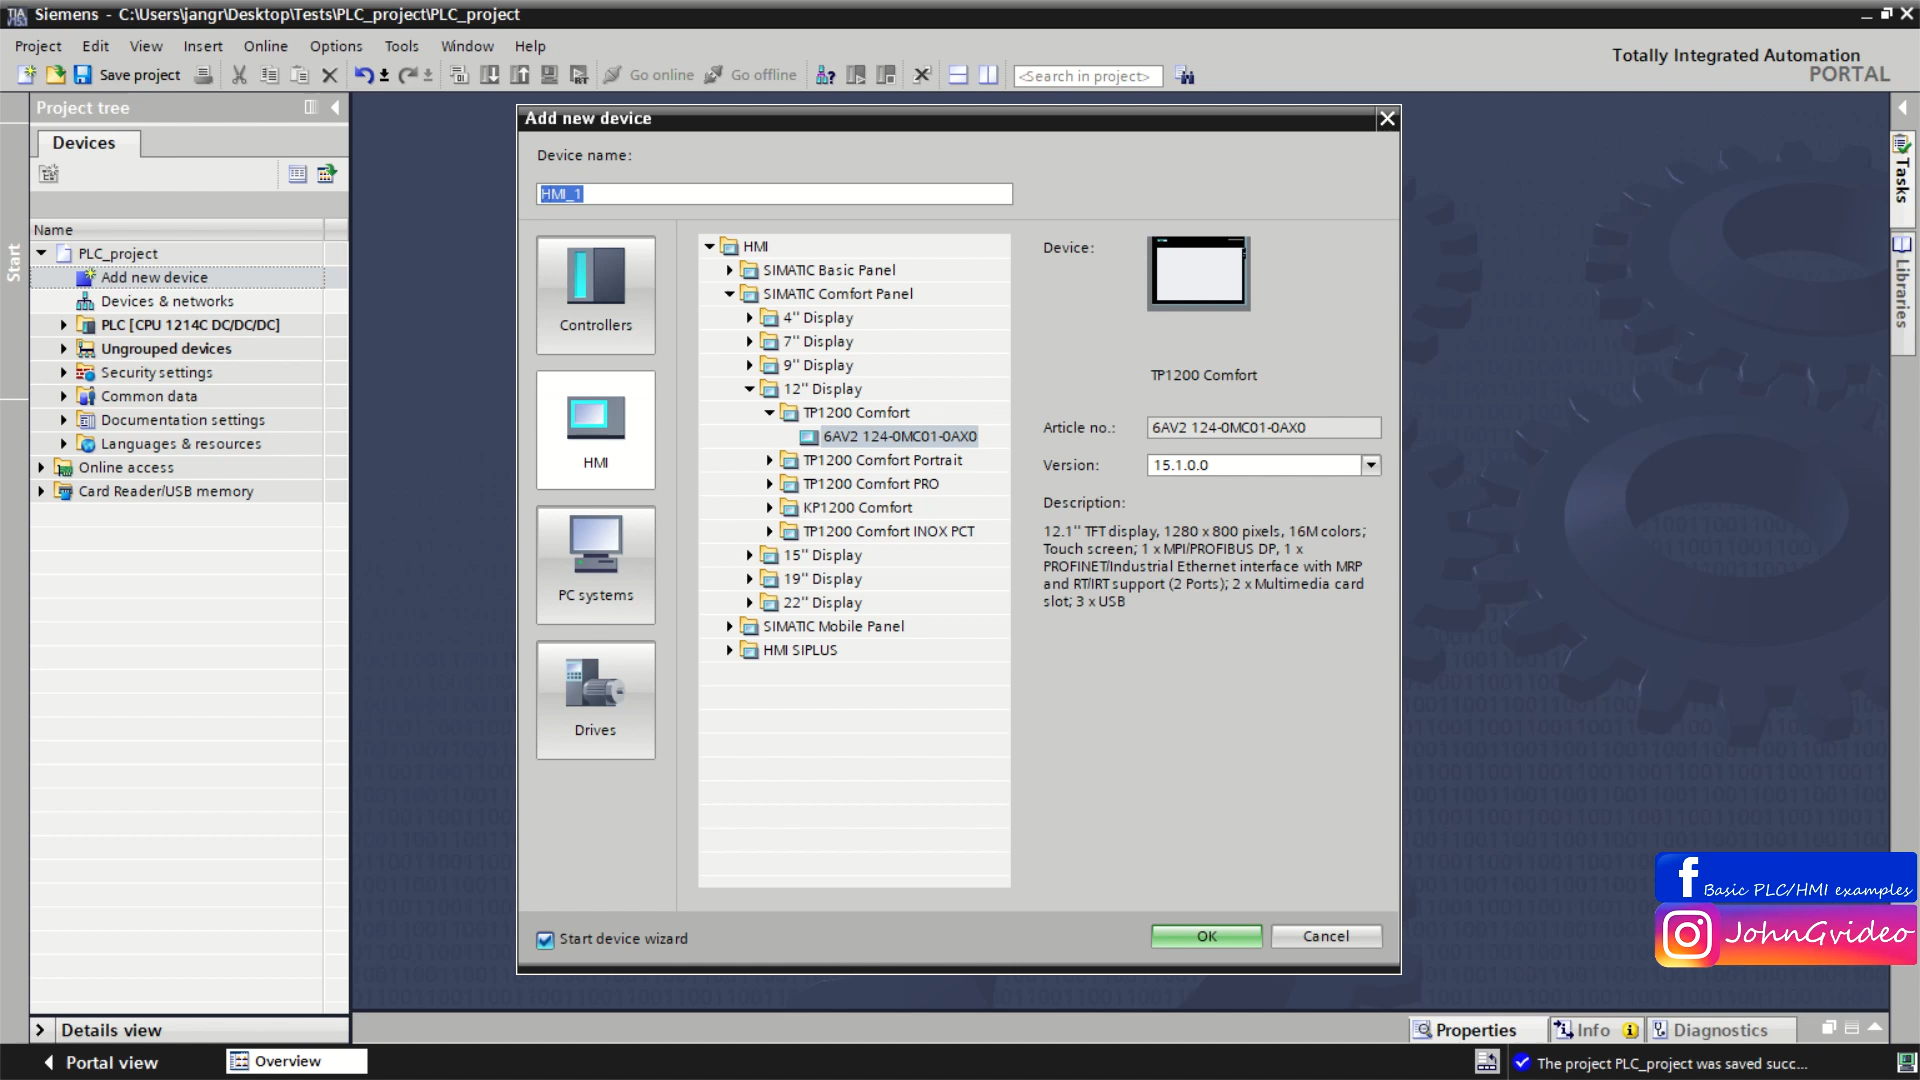 Siemens - C:\Users\jangr\Desktop\Tests\PLC_project\PLC_project
Project Edit View Insert Online Options Tools Window Help
Totally Integrated Automation
PORTAL
Save project
Go online
Go offline
<Search in project>
Project tree
Devices
Start
Name
PLC_project
Add new device
Devices & networks
PLC [CPU 1214C DC/DC/DC]
Ungrouped devices
Security settings
Common data
Documentation settings
Languages & resources
Online access
Card Reader/USB memory
Add new device
Device name:
HMI_1
Controllers
HMI
PC systems
Drives
HMI
SIMATIC Basic Panel
SIMATIC Comfort Panel
4'' Display
7'' Display
9'' Display
12'' Display
TP1200 Comfort
6AV2 124-0MC01-0AX0
TP1200 Comfort Portrait
TP1200 Comfort PRO
KP1200 Comfort
TP1200 Comfort INOX PCT
15'' Display
19'' Display
22'' Display
SIMATIC Mobile Panel
HMI SIPLUS
Device:
TP1200 Comfort
Article no.: 6AV2 124-0MC01-0AX0
Version: 15.1.0.0
Description:
12.1'' TFT display, 1280 x 800 pixels, 16M colors;
Touch screen; 1 x MPI/PROFIBUS DP, 1 x
PROFINET/Industrial Ethernet interface with MRP
and RT/IRT support (2 Ports); 2 x Multimedia card
slot; 3 x USB
Start device wizard
OK
Cancel
Tasks
Libraries
Basic PLC/HMI examples
JohnGvideo
Details view
Properties
Info
Diagnostics
Portal view
Overview
The project PLC_project was saved succ...